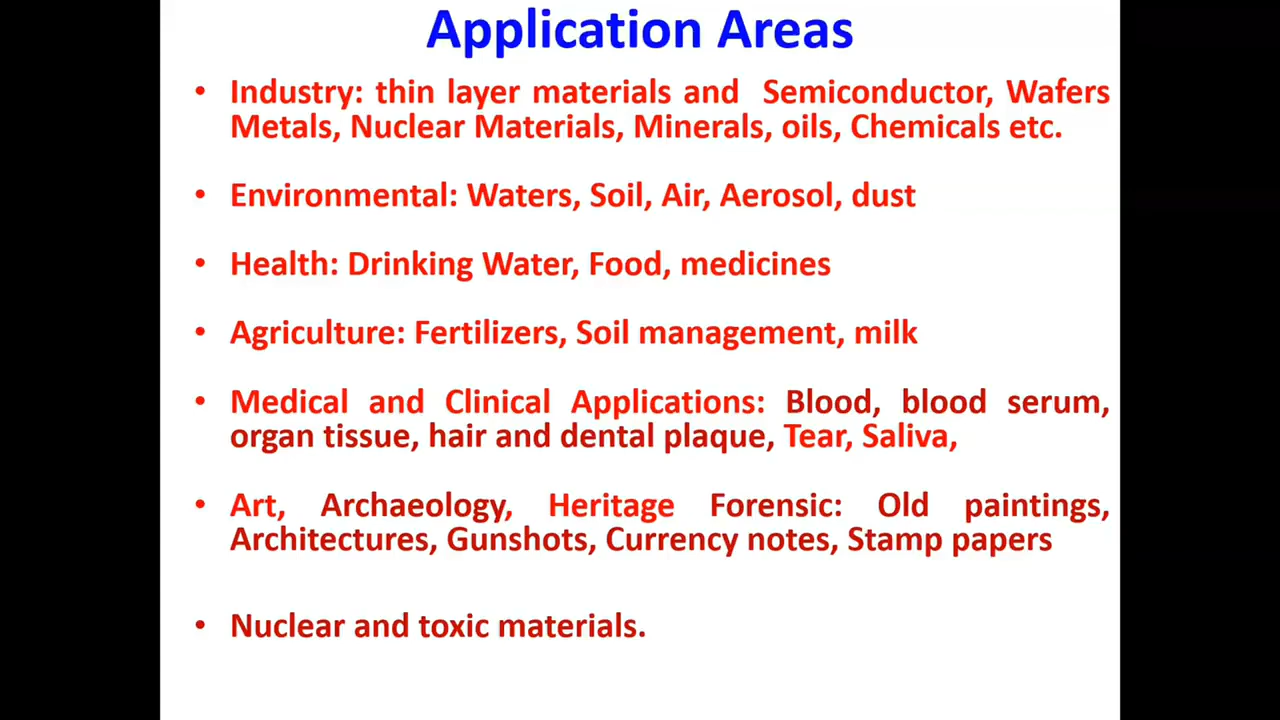 Application Areas
• Industry: thin layer materials and Semiconductor, Wafers
Metals, Nuclear Materials, Minerals, oils, Chemicals etc.
• Environmental: Waters, Soil, Air, Aerosol, dust
• Health: Drinking Water, Food, medicines
• Agriculture: Fertilizers, Soil management, milk
• Medical and Clinical Applications: Blood, blood serum,
organ tissue, hair and dental plaque, Tear, Saliva,
• Art, Archaeology, Heritage Forensic: Old paintings,
Architectures, Gunshots, Currency notes, Stamp papers
• Nuclear and toxic materials.